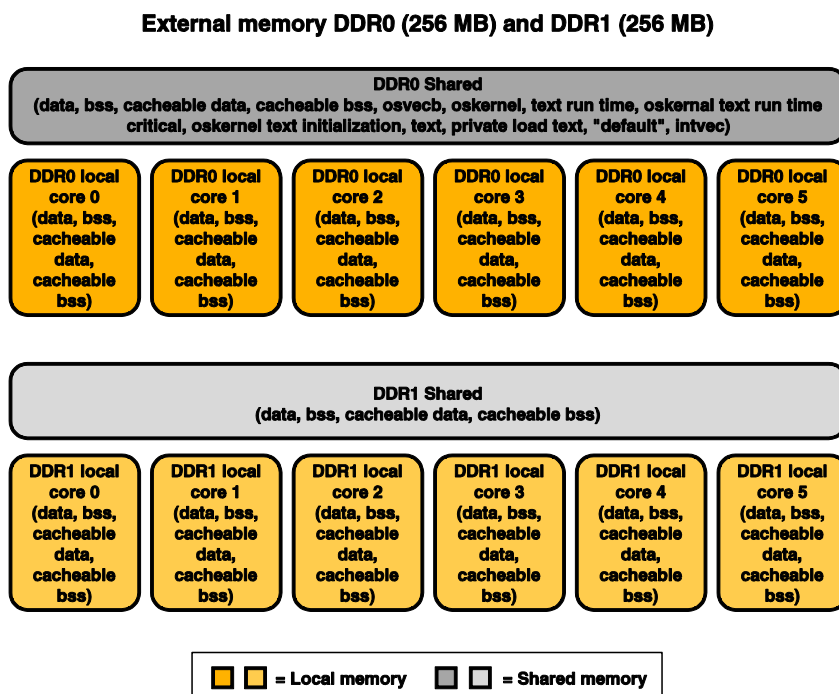 External memory DDR0 (256 MB) and DDR1 (256 MB)
DDR0 Shared
(data, bss, cacheable data, cacheable bss, osvecb, oskernel, text run time, oskernal text run time
critical, oskernel text initialization, text, private load text, "default", intvec)
DDR0 local
core 0
(data, bss,
cacheable
data,
cacheable
bss)
DDR0 local
core 1
(data, bss,
cacheable
data,
cacheable
bss)
DDR0 local
core 2
(data, bss,
cacheable
data,
cacheable
bss)
DDR0 local
core 3
(data, bss,
cacheable
data,
cacheable
bss)
DDR0 local
core 4
(data, bss,
cacheable
data,
cacheable
bss)
DDR0 local
core 5
(data, bss,
cacheable
data,
cacheable
bss)
DDR1 Shared
(data, bss, cacheable data, cacheable bss)
DDR1 local
core 0
(data, bss,
cacheable
data,
cacheable
bss)
DDR1 local
core 1
(data, bss,
cacheable
data,
cacheable
bss)
DDR1 local
core 2
(data, bss,
cacheable
data,
cacheable
bss)
DDR1 local
core 3
(data, bss,
cacheable
data,
cacheable
bss)
DDR1 local
core 4
(data, bss,
cacheable
data,
cacheable
bss)
DDR1 local
core 5
(data, bss,
cacheable
data,
cacheable
bss)
= Local memory
= Shared memory